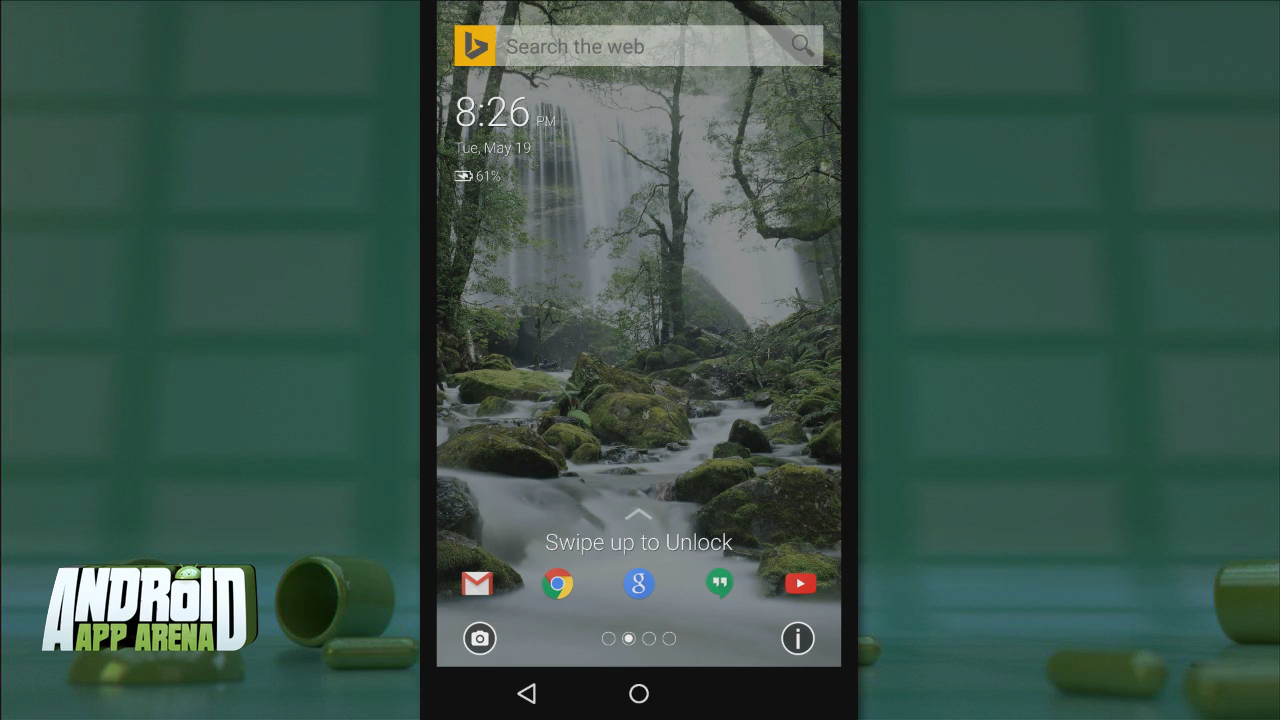 Search the web
8:26 PM
Tue, May 19
61%
Swipe up to Unlock
ANDROID
APP ARENA